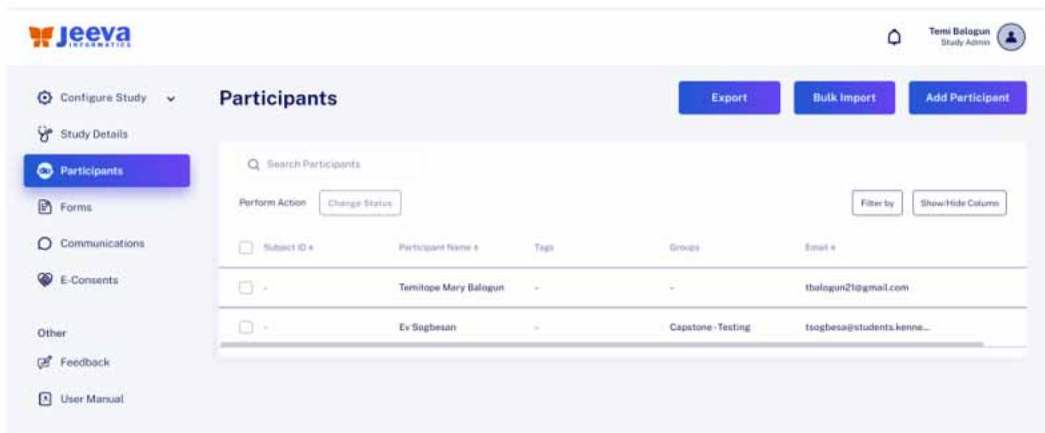 Jeeva
INFORMATICS
Temi Balogun
Study Admin
Configure Study
Study Details
Participants
Forms
Communications
E-Consents
Other
Feedback
User Manual
Participants
Export
Bulk Import
Add Participant
Search Participants
Perform Action
Change Status
Filter by
Show/Hide Column
Subject ID Participant Name Tags Groups Email
- Temitope Mary Balogun - - tbalogun21@gmail.com
- Ev Sogbesan - Capstone-Testing tsogbesa@students.kenne...